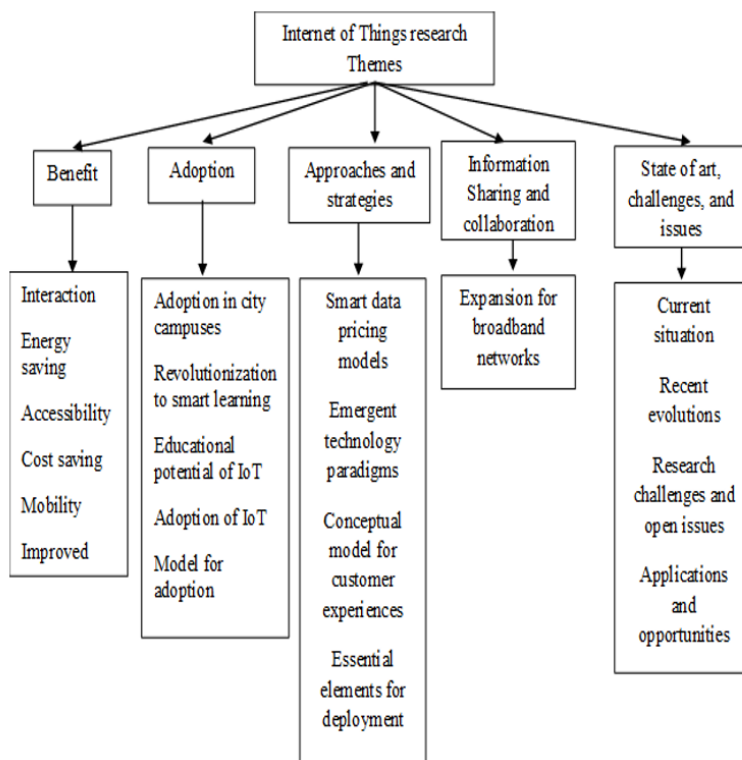 Internet of Things research
Themes
Benefit
Adoption
Approaches and
strategies
Information
Sharing and
collaboration
State of art,
challenges, and
issues
Interaction
Energy
saving
Accessibility
Cost saving
Mobility
Improved
Adoption in city
campuses
Revolutionization
to smart learning
Educational
potential of IoT
Adoption of IoT
Model for
adoption
Smart data
pricing
models
Emergent
technology
paradigms
Conceptual
model for
customer
experiences
Essential
elements for
deployment
Expansion for
broadband
networks
Current
situation
Recent
evolutions
Research
challenges and
open issues
Applications
and
opportunities